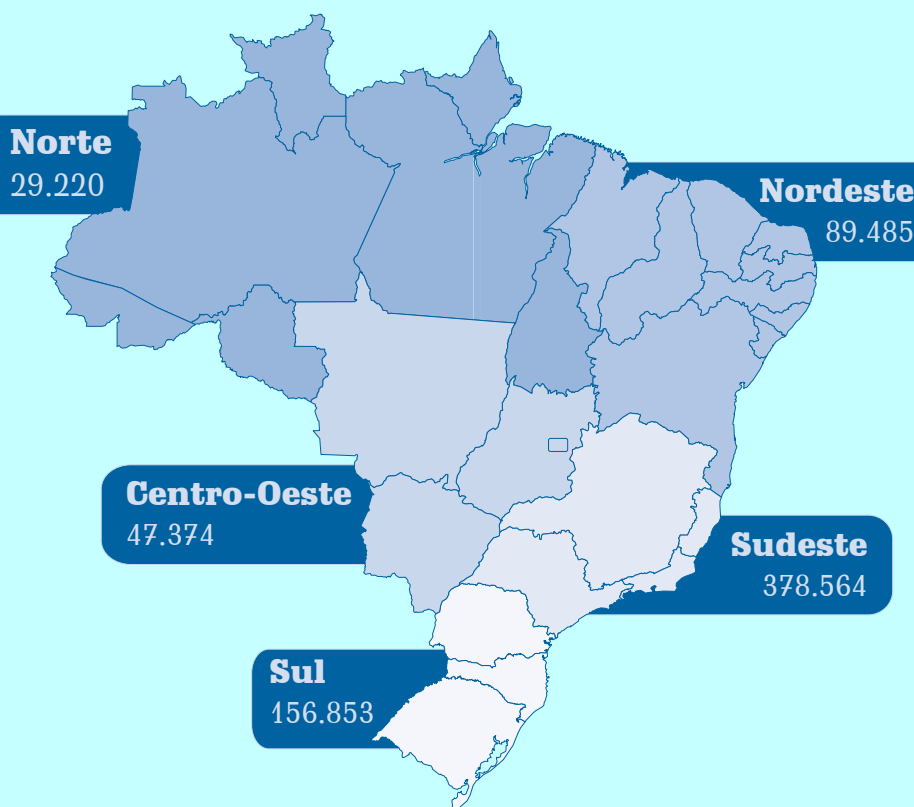 Norte
29.220
Nordeste
89.485
Centro-Oeste
47.374
Sudeste
378.564
Sul
156.853